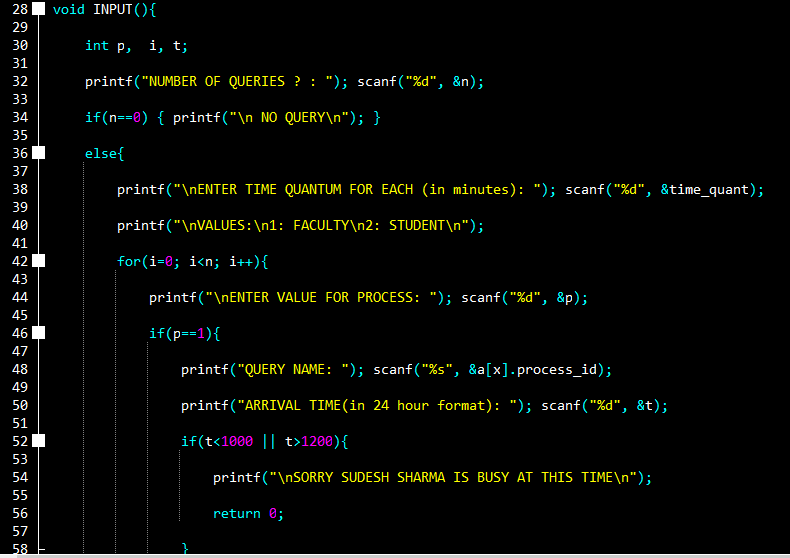 28 void INPUT(){
29
30 int p,  i, t;
31
32 printf("NUMBER OF QUERIES ? : "); scanf("%d", &n);
33
34 if(n==0) { printf("\n NO QUERY\n"); }
35
36 else{
37
38 printf("\nENTER TIME QUANTUM FOR EACH (in minutes): "); scanf("%d", &time_quant);
39
40 printf("\nVALUES:\n1: FACULTY\n2: STUDENT\n");
41
42 for(i=0; i<n; i++){
43
44 printf("\nENTER VALUE FOR PROCESS: "); scanf("%d", &p);
45
46 if(p==1){
47
48 printf("QUERY NAME: "); scanf("%s", &a[x].process_id);
49
50 printf("ARRIVAL TIME(in 24 hour format): "); scanf("%d", &t);
51
52 if(t<1000 || t>1200){
53
54 printf("\nSORRY SUDESH SHARMA IS BUSY AT THIS TIME\n");
55
56 return 0;
57
58 }